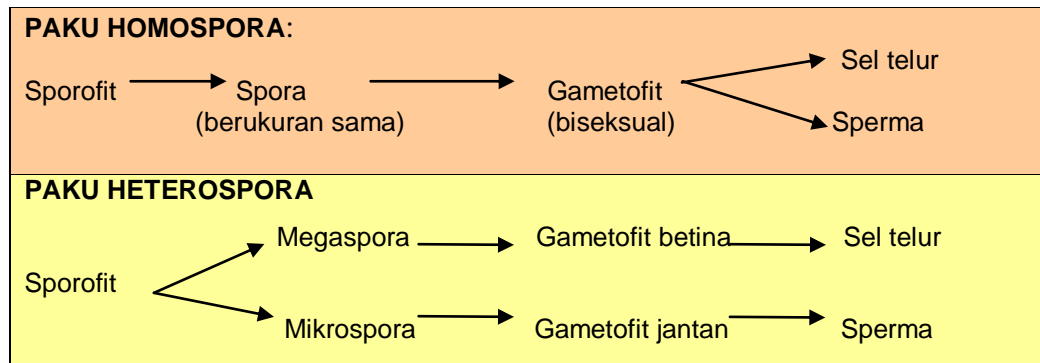 PAKU HOMOSPORA:
Sel telur
Sporofit Spora Gametofit
(berukuran sama) (biseksual) Sperma
PAKU HETEROSPORA
Megaspora Gametofit betina Sel telur
Sporofit
Mikrospora Gametofit jantan Sperma